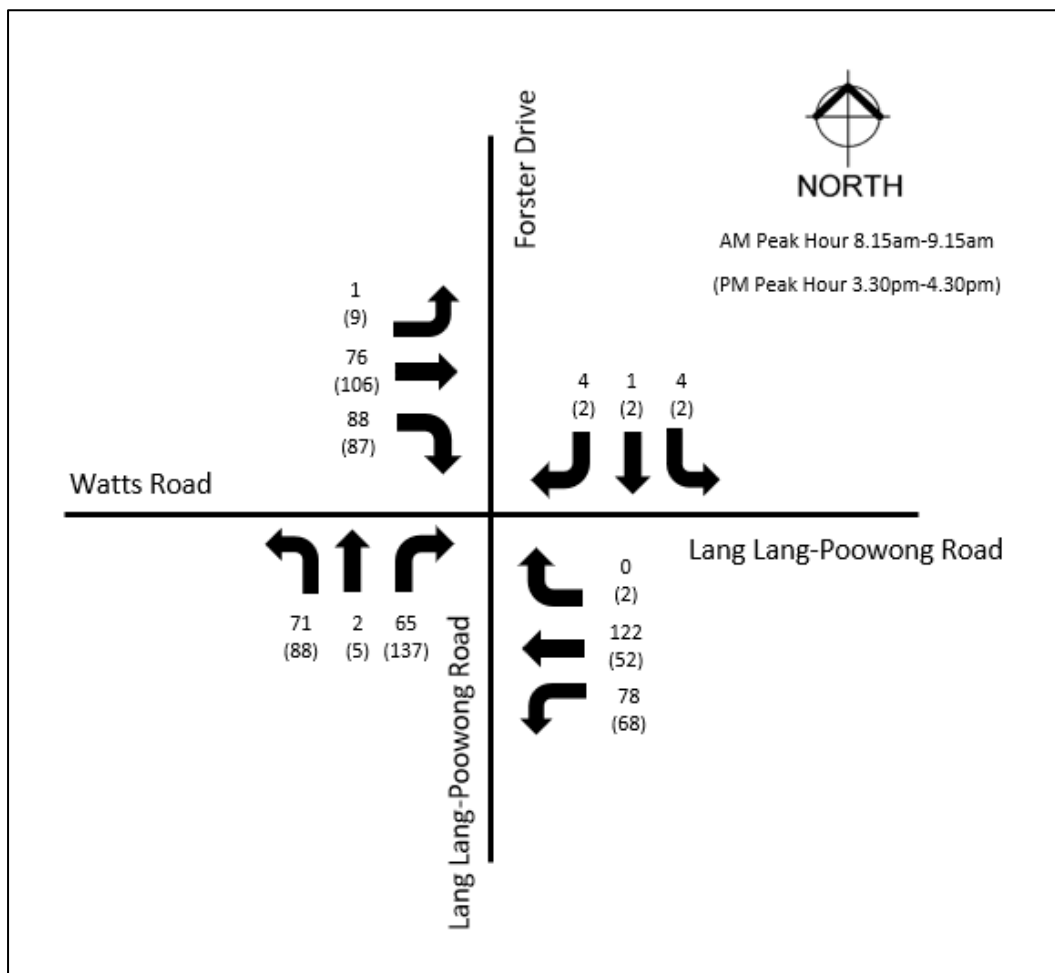 Forster Drive
NORTH
AM Peak Hour 8.15am-9.15am
(PM Peak Hour 3.30pm-4.30pm)
1
(9)
76
(106)
88
(87)
4 1 4
(2) (2) (2)
Watts Road
Lang Lang-Poowong Road
0
(2)
122
(52)
78
(68)
71 2 65
(88) (5) (137)
Lang Lang-Poowong Road